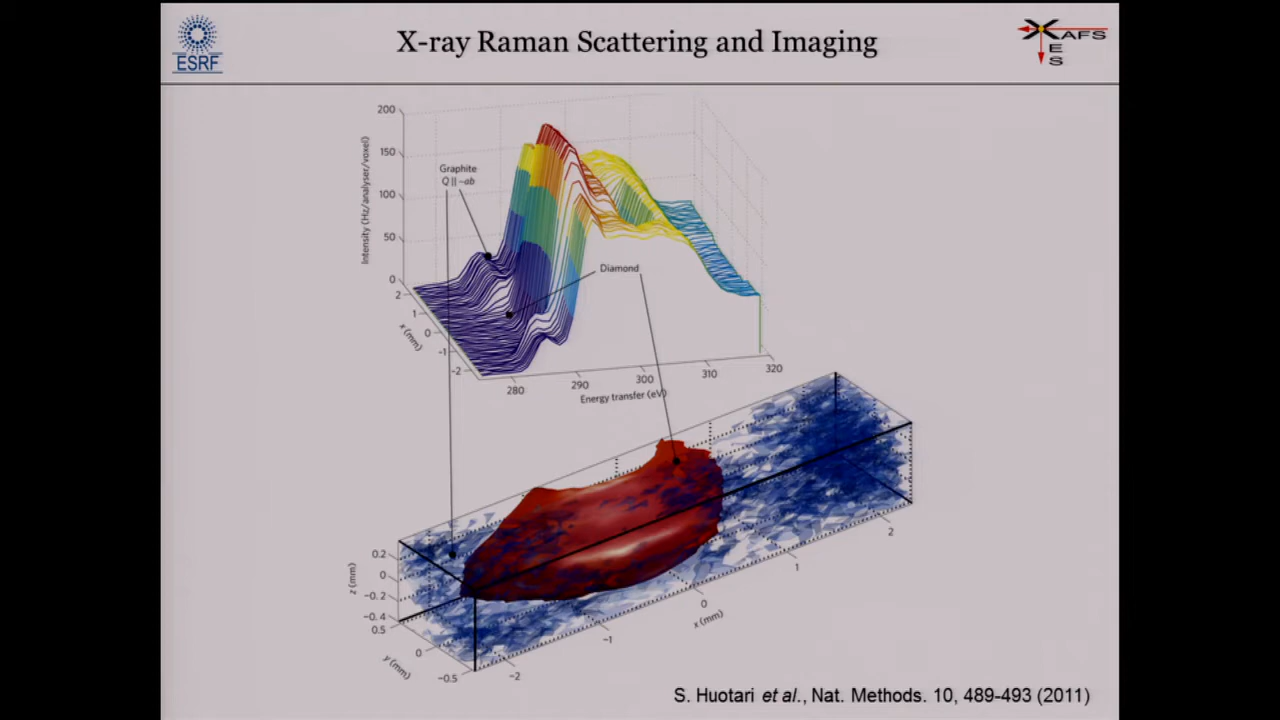 X-ray Raman Scattering and Imaging
ESRF
XAFS
E
S
200
150
100
50
0
Intensity (Hz/analyser/voxel)
Graphite
Q || ~ab
Diamond
2
1
0
-1
-2
x (mm)
280
290
300
310
320
Energy transfer (eV)
0.2
0
-0.2
-0.4
z (mm)
0.5
0
-0.5
y (mm)
-2
-1
0
1
2
x (mm)
S. Huotari et al., Nat. Methods. 10, 489-493 (2011)